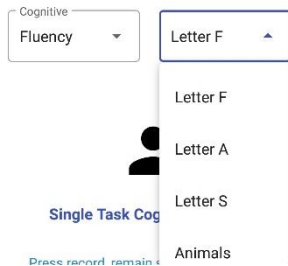 Cognitive
Fluency
Letter F
Letter F
Letter A
Letter S
Animals
Single Task Cog
Press record, remain